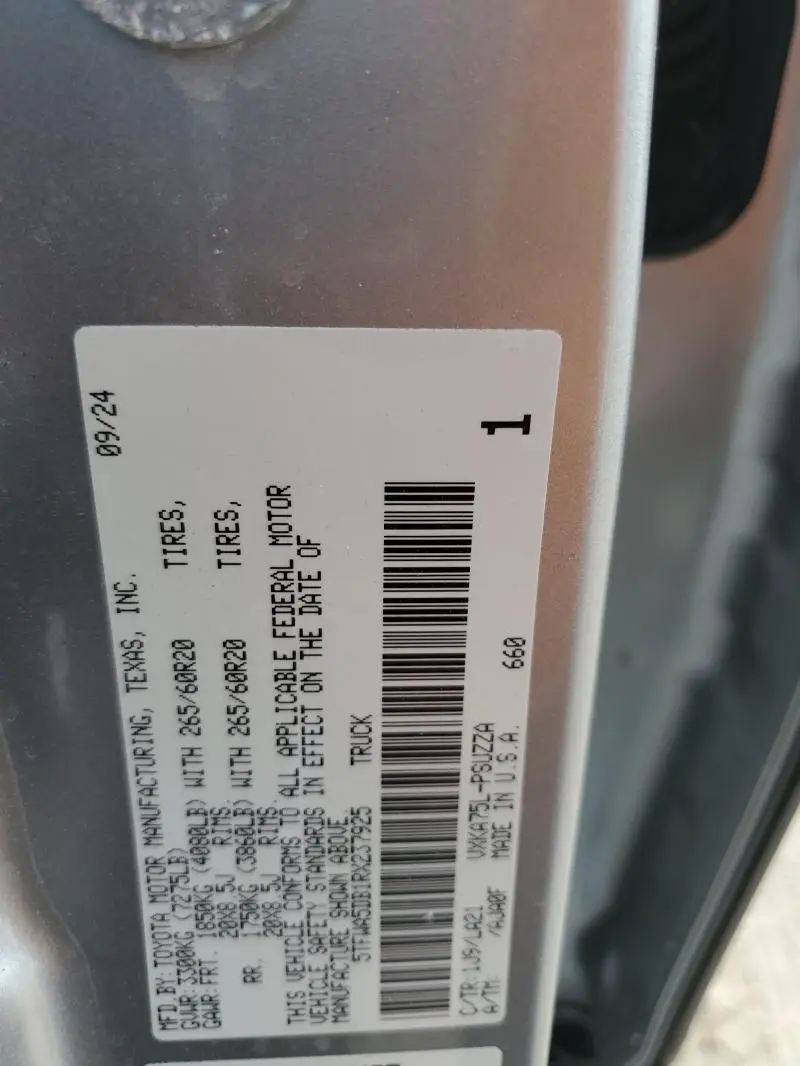 MFD.BY:TOYOTA MOTOR MANUFACTURING, TEXAS, INC. 09/24
GVWR:3300KG (7275LB)
GAWR:FRT. 1850KG (4080LB) WITH 265/60R20 TIRES,
20X8.5J RIMS.
RR. 1750KG (3860LB) WITH 265/60R20 TIRES,
20X8.5J RIMS.
THIS VEHICLE CONFORMS TO ALL APPLICABLE FEDERAL MOTOR
VEHICLE SAFETY STANDARDS IN EFFECT ON THE DATE OF
MANUFACTURE SHOWN ABOVE.
5TFWA5DB1RX237925 TRUCK
C/TR:1J9/LA21 VXKA75L-PSUZZA 660
A/TM: /AJA0F MADE IN U.S.A.
1